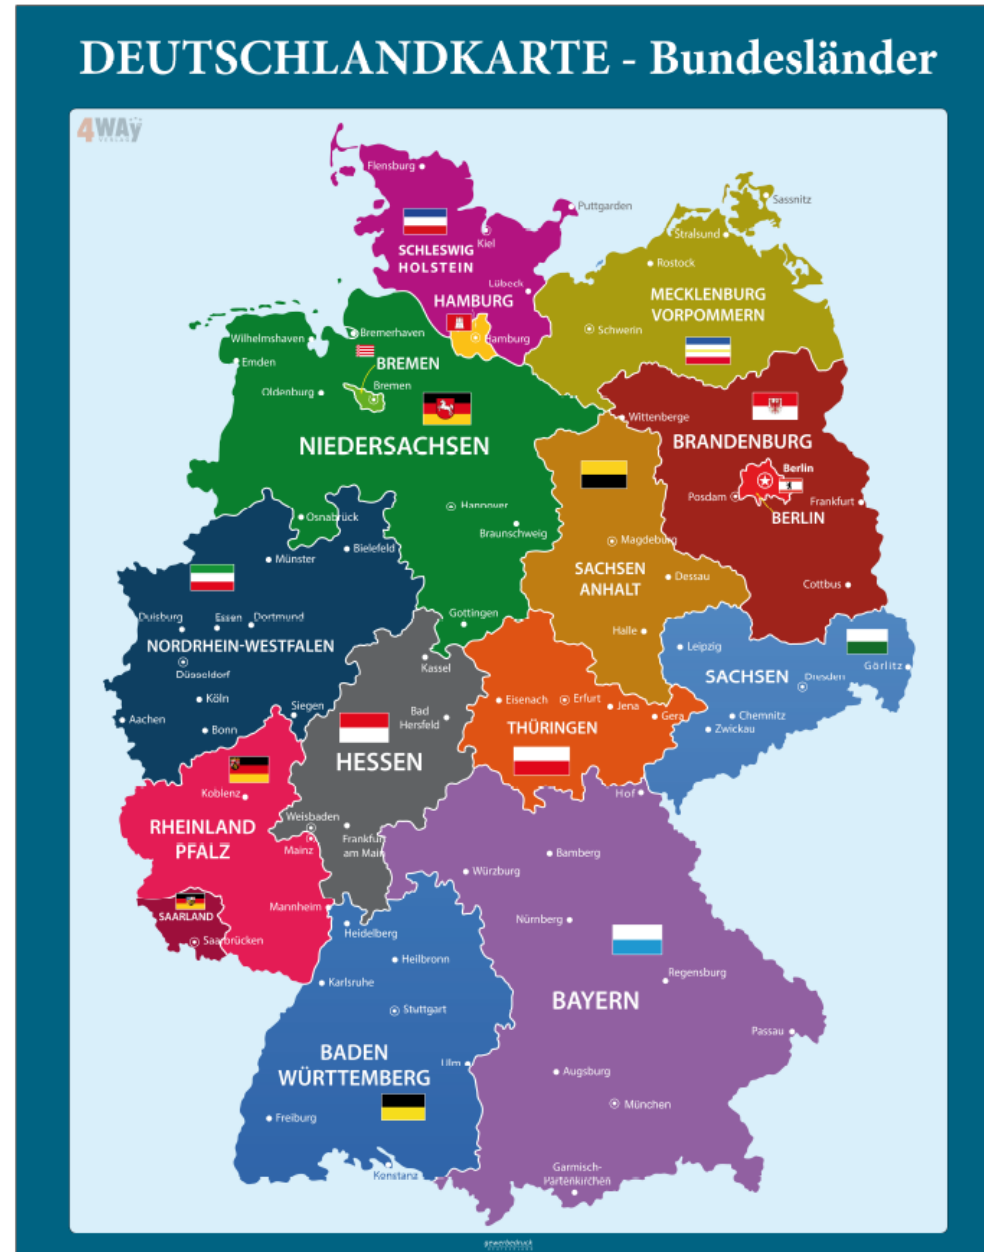 DEUTSCHLANDKARTE - Bundesländer
4WAy
VERLAG
Flensburg
Puttgarden
Sassnitz
Stralsund
Kiel
SCHLESWIG
HOLSTEIN
Rostock
Lübeck
MECKLENBURG
VORPOMMERN
HAMBURG
Schwerin
Hamburg
Wilhelmshaven
Bremerhaven
Emden
BREMEN
Bremen
Oldenburg
Wittenberge
NIEDERSACHSEN
BRANDENBURG
Berlin
Posdam
Frankfurt
BERLIN
Hannover
Osnabrück
Braunschweig
Bielefeld
Magdeburg
Münster
SACHSEN
ANHALT
Dessau
Cottbus
Duisburg
Essen
Dortmund
Gottingen
Halle
NORDRHEIN-WESTFALEN
Leipzig
Düsseldorf
Kassel
SACHSEN
Görlitz
Dresden
Köln
Siegen
Bad
Hersfeld
Eisenach
Erfurt
Jena
Gera
Chemnitz
Aachen
Bonn
THÜRINGEN
Zwickau
HESSEN
Koblenz
Hof
RHEINLAND
PFALZ
Weisbaden
Mainz
Frankfurt
am Main
Bamberg
Würzburg
Mannheim
SAARLAND
Saarbrücken
Heidelberg
Nürnberg
Heilbronn
Karlsruhe
Regensburg
BAYERN
Stuttgart
Passau
BADEN
WÜRTTEMBERG
Ulm
Augsburg
München
Freiburg
Konstanz
Garmisch-
Partenkirchen
gewerbedruck